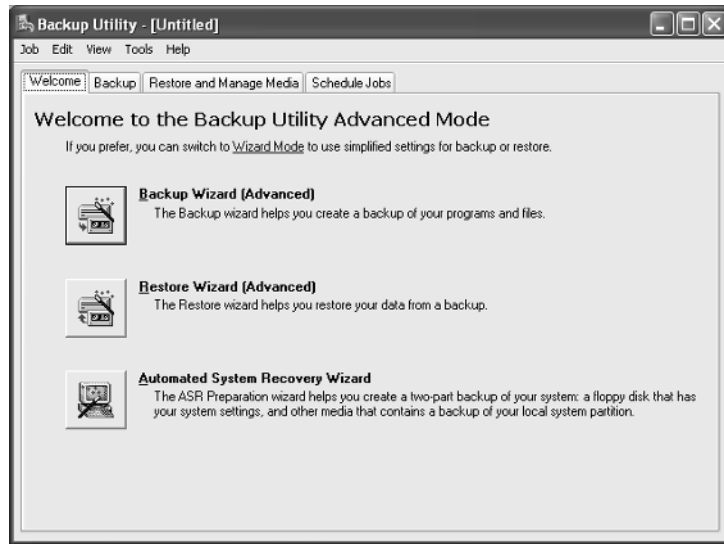 Backup Utility - [Untitled]
Job Edit View Tools Help
Welcome Backup Restore and Manage Media Schedule Jobs
Welcome to the Backup Utility Advanced Mode
If you prefer, you can switch to Wizard Mode to use simplified settings for backup or restore.
Backup Wizard (Advanced)
The Backup wizard helps you create a backup of your programs and files.
Restore Wizard (Advanced)
The Restore wizard helps you restore your data from a backup.
Automated System Recovery Wizard
The ASR Preparation wizard helps you create a two-part backup of your system: a floppy disk that has
your system settings, and other media that contains a backup of your local system partition.